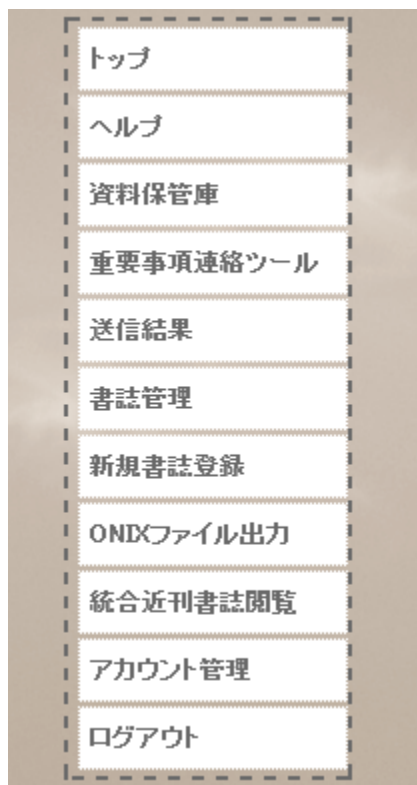 トップ
ヘルプ
資料保管庫
重要事項連絡ツール
送信結果
書誌管理
新規書誌登録
ONIXファイル出力
統合近刊書誌閲覧
アカウント管理
ログアウト